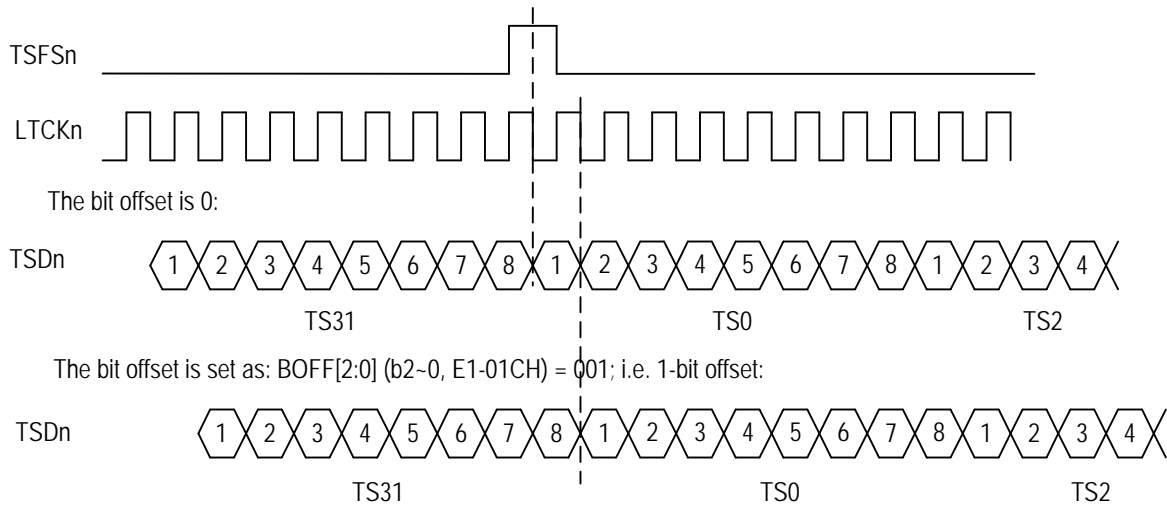 TSFSn
LTCKn
The bit offset is 0:
TSDn
1 2 3 4 5 6 7 8 1 2 3 4 5 6 7 8 1 2 3 4
TS31 TS0 TS2
The bit offset is set as: BOFF[2:0] (b2~0, E1-01CH) = 001; i.e. 1-bit offset:
TSDn
1 2 3 4 5 6 7 8 1 2 3 4 5 6 7 8 1 2 3 4
TS31 TS0 TS2